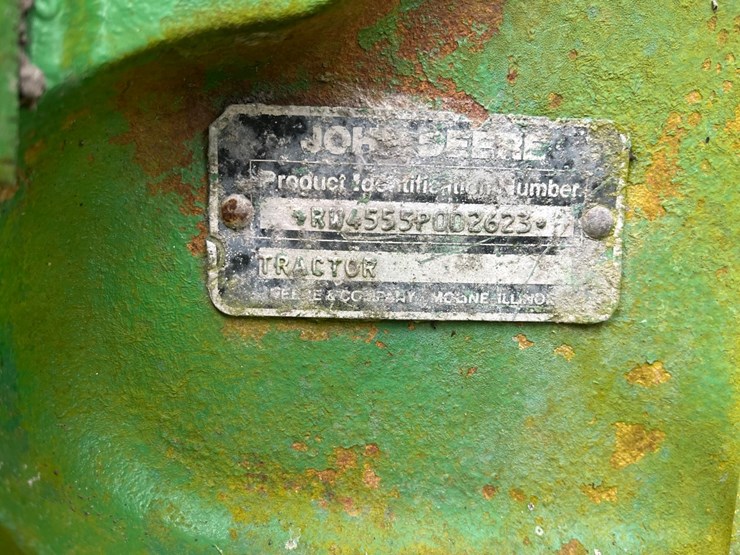 JOHN DEERE
Product Identification Number
*RW4555P002623*
TRACTOR
DEERE & COMPANY MOLINE ILLINOIS